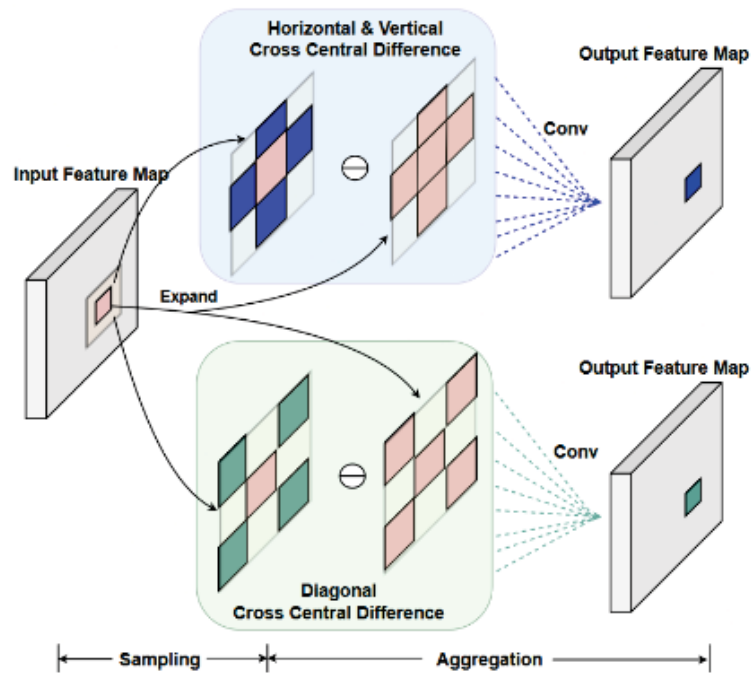 Horizontal & Vertical
Cross Central Difference
Output Feature Map
Conv
Input Feature Map
Expand
Output Feature Map
Conv
Diagonal
Cross Central Difference
Sampling
Aggregation